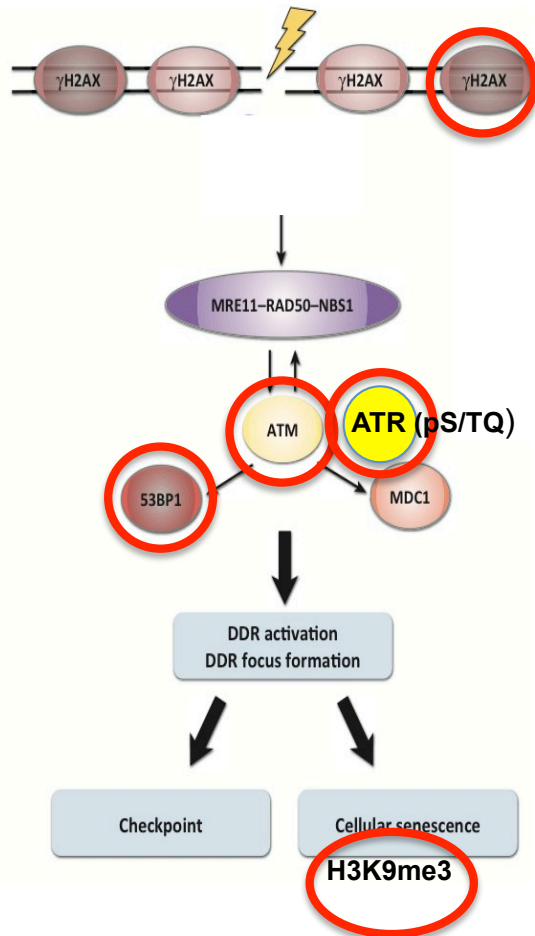 γH2AX γH2AX γH2AX γH2AX
MRE11–RAD50–NBS1
ATM ATR (pS/TQ)
53BP1 MDC1
DDR activation
DDR focus formation
Checkpoint Cellular senescence
H3K9me3